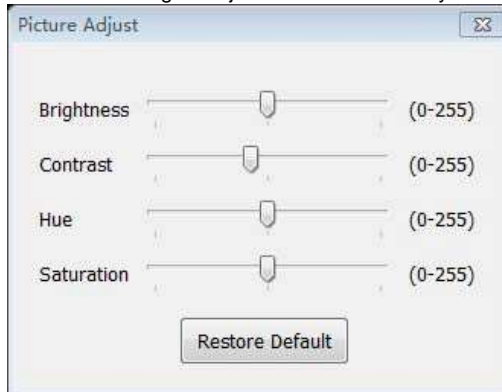 Picture Adjust
Brightness (0-255)
Contrast (0-255)
Hue (0-255)
Saturation (0-255)
Restore Default